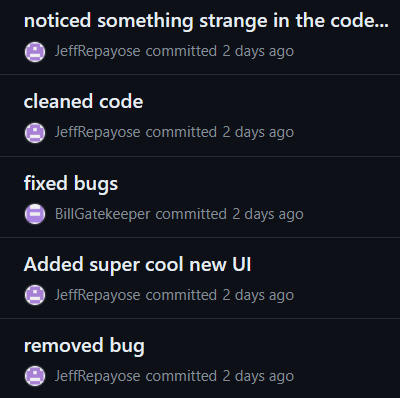 noticed something strange in the code...
JeffRepayose committed 2 days ago
cleaned code
JeffRepayose committed 2 days ago
fixed bugs
BillGatekeeper committed 2 days ago
Added super cool new UI
JeffRepayose committed 2 days ago
removed bug
JeffRepayose committed 2 days ago